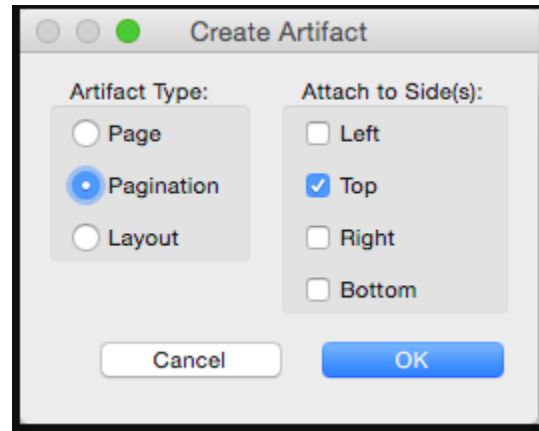 Create Artifact
Artifact Type:
Page
Pagination
Layout
Attach to Side(s):
Left
Top
Right
Bottom
Cancel
OK